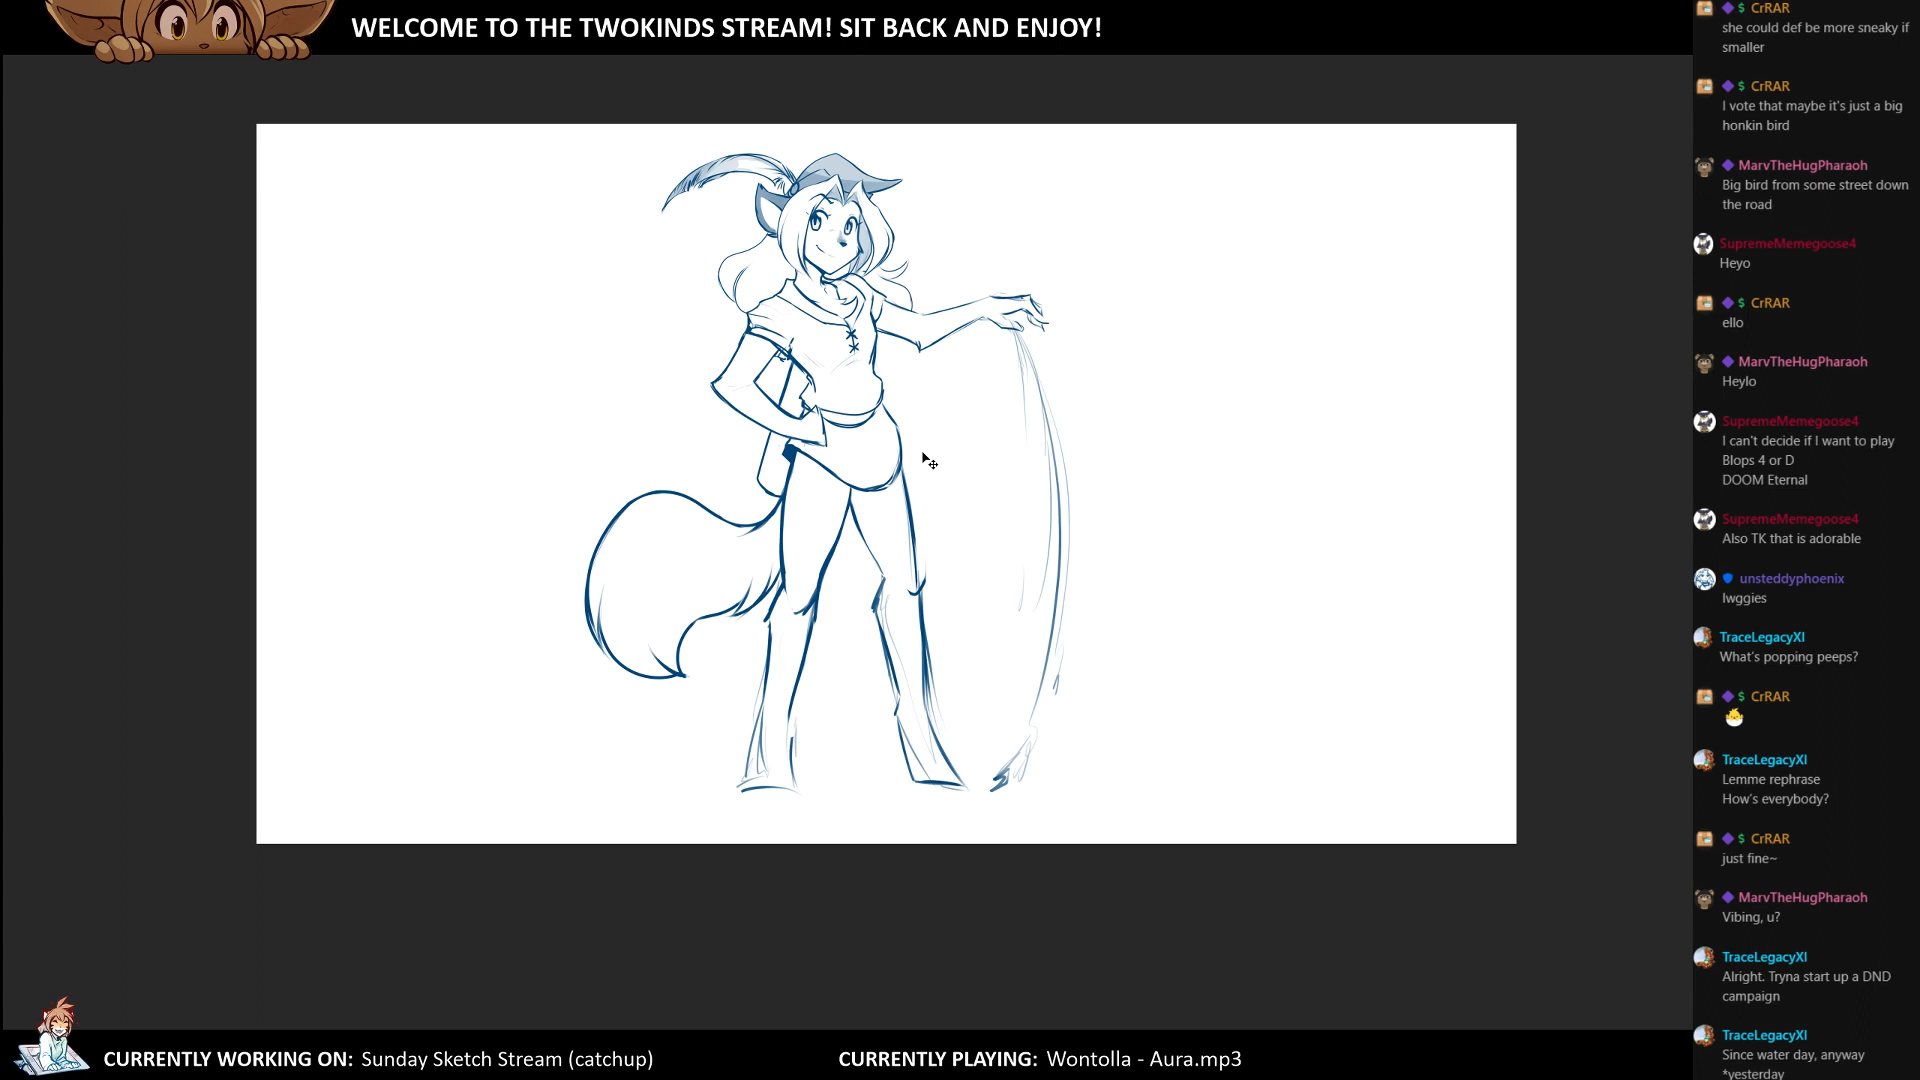 WELCOME TO THE TWOKINDS STREAM! SIT BACK AND ENJOY!
$ CrRAR
she could def be more sneaky if
smaller
$ CrRAR
I vote that maybe it's just a big
honkin bird
MarvTheHugPharaoh
Big bird from some street down
the road
SupremeMemegoose4
Heyo
$ CrRAR
ello
MarvTheHugPharaoh
Heylo
SupremeMemegoose4
I can't decide if I want to play
Blops 4 or D
DOOM Eternal
SupremeMemegoose4
Also TK that is adorable
unsteddyphoenix
lwggies
TraceLegacyXI
What's popping peeps?
$ CrRAR
TraceLegacyXI
Lemme rephrase
How's everybody?
$ CrRAR
just fine~
MarvTheHugPharaoh
Vibing, u?
TraceLegacyXI
Alright. Tryna start up a DND
campaign
TraceLegacyXI
Since water day, anyway
*yesterday
CURRENTLY WORKING ON: Sunday Sketch Stream (catchup)
CURRENTLY PLAYING: Wontolla - Aura.mp3